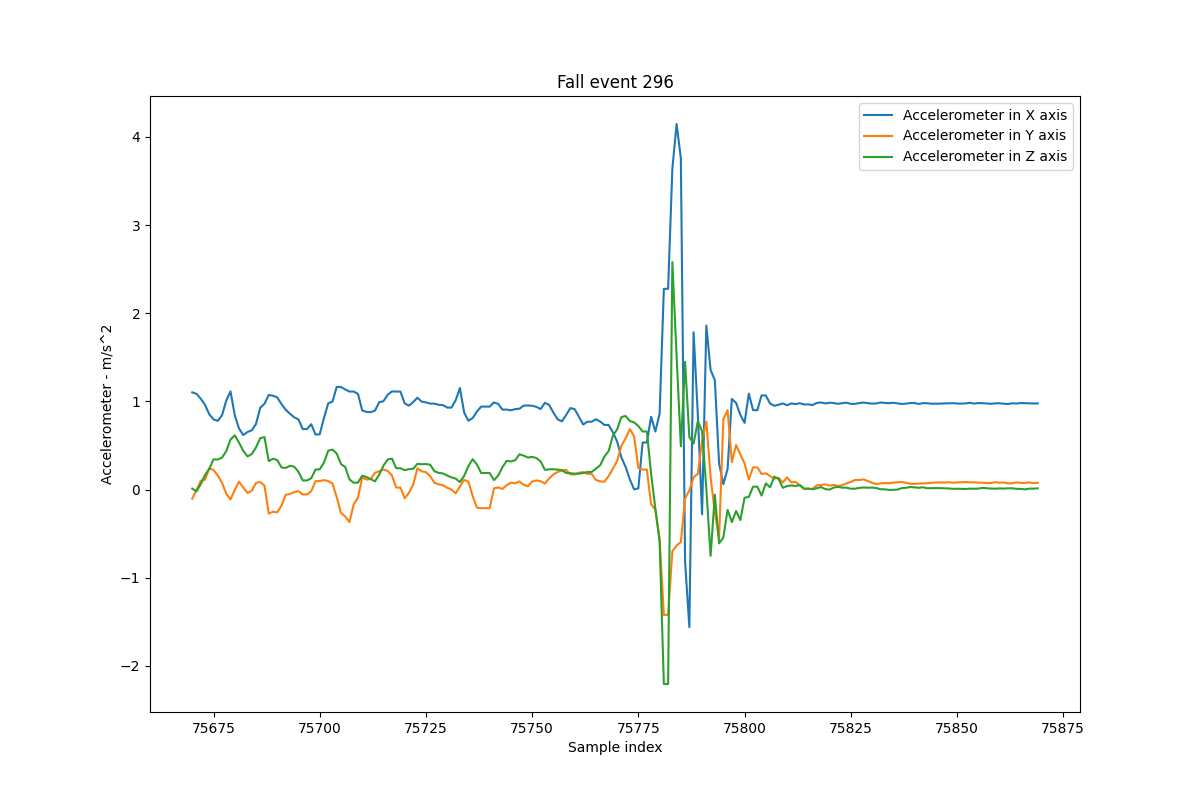 Fall event 296
Accelerometer in X axis
Accelerometer in Y axis
Accelerometer in Z axis
Accelerometer - m/s^2
4
3
2
1
0
−1
−2
75675 75700 75725 75750 75775 75800 75825 75850 75875
Sample index